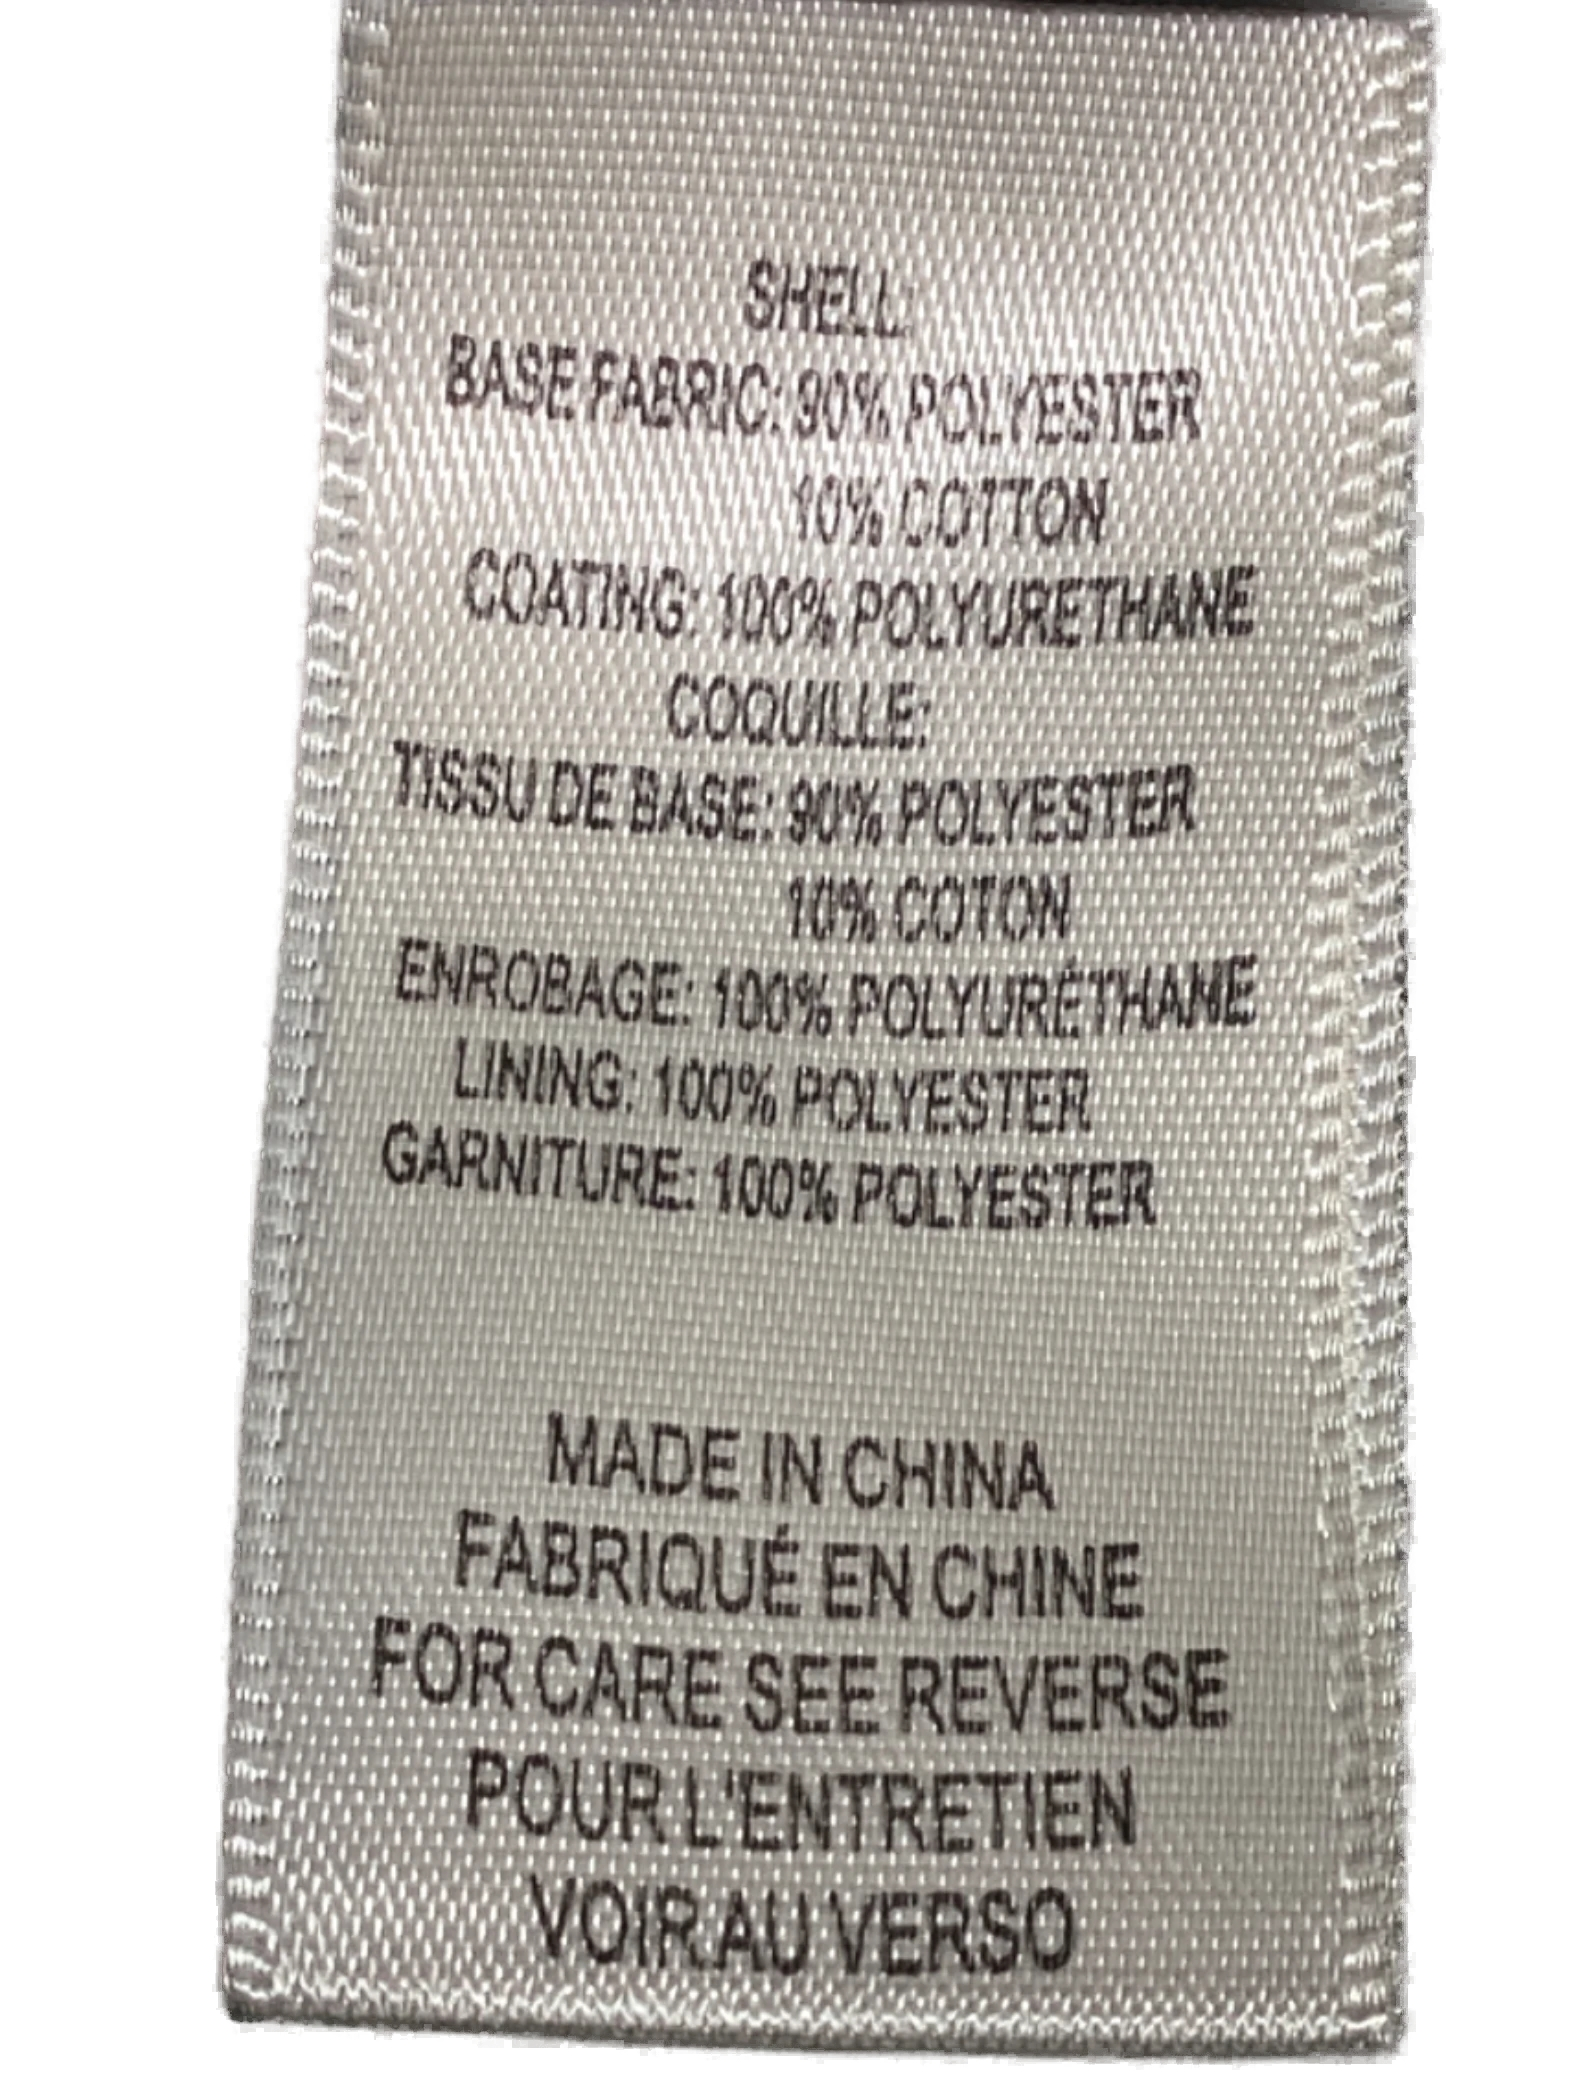 SHELL:
BASE FABRIC: 90% POLYESTER
10% COTTON
COATING: 100% POLYURETHANE
COQUILLE:
TISSU DE BASE: 90% POLYESTER
10% COTON
ENROBAGE: 100% POLYURÉTHANE
LINING: 100% POLYESTER
GARNITURE: 100% POLYESTER
MADE IN CHINA
FABRIQUÉ EN CHINE
FOR CARE SEE REVERSE
POUR L'ENTRETIEN
VOIR AU VERSO